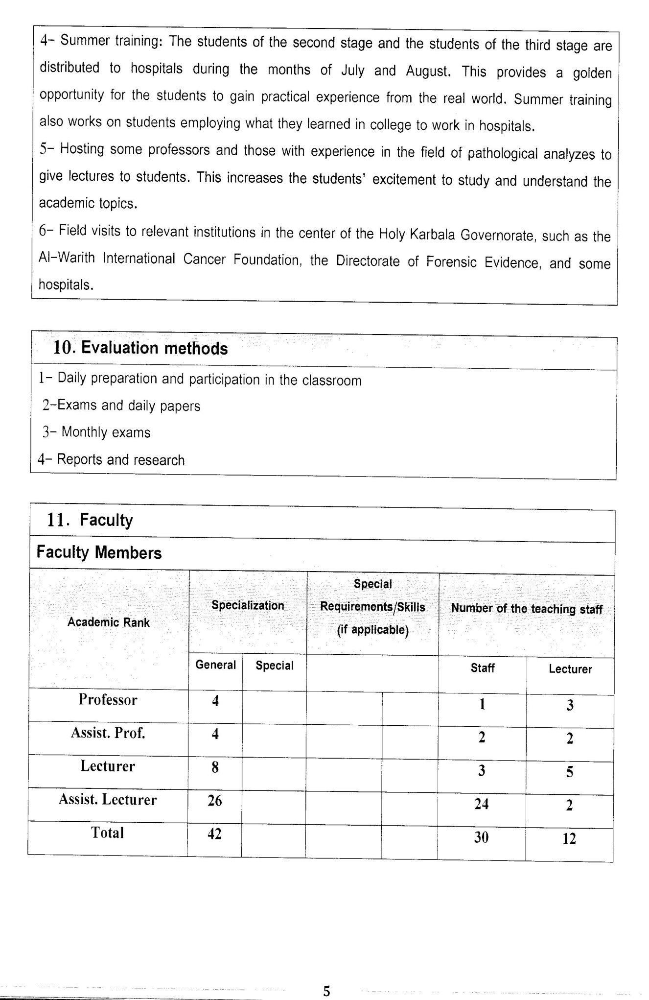 4- Summer training: The students of the second stage and the students of the third stage are
distributed to hospitals during the months of July and August. This provides a golden
opportunity for the students to gain practical experience from the real world. Summer training
also works on students employing what they learned in college to work in hospitals.
5- Hosting some professors and those with experience in the field of pathological analyzes to
give lectures to students. This increases the students' excitement to study and understand the
academic topics.
6- Field visits to relevant institutions in the center of the Holy Karbala Governorate, such as the
Al-Warith International Cancer Foundation, the Directorate of Forensic Evidence, and some
hospitals.
10. Evaluation methods
1- Daily preparation and participation in the classroom
2-Exams and daily papers
3- Monthly exams
4- Reports and research
11. Faculty
Faculty Members
Academic Rank
Specialization
Special
Requirements/Skills
(if applicable)
Number of the teaching staff
General Special Staff Lecturer
Professor 4 1 3
Assist. Prof. 4 2 2
Lecturer 8 3 5
Assist. Lecturer 26 24 2
Total 42 30 12
5